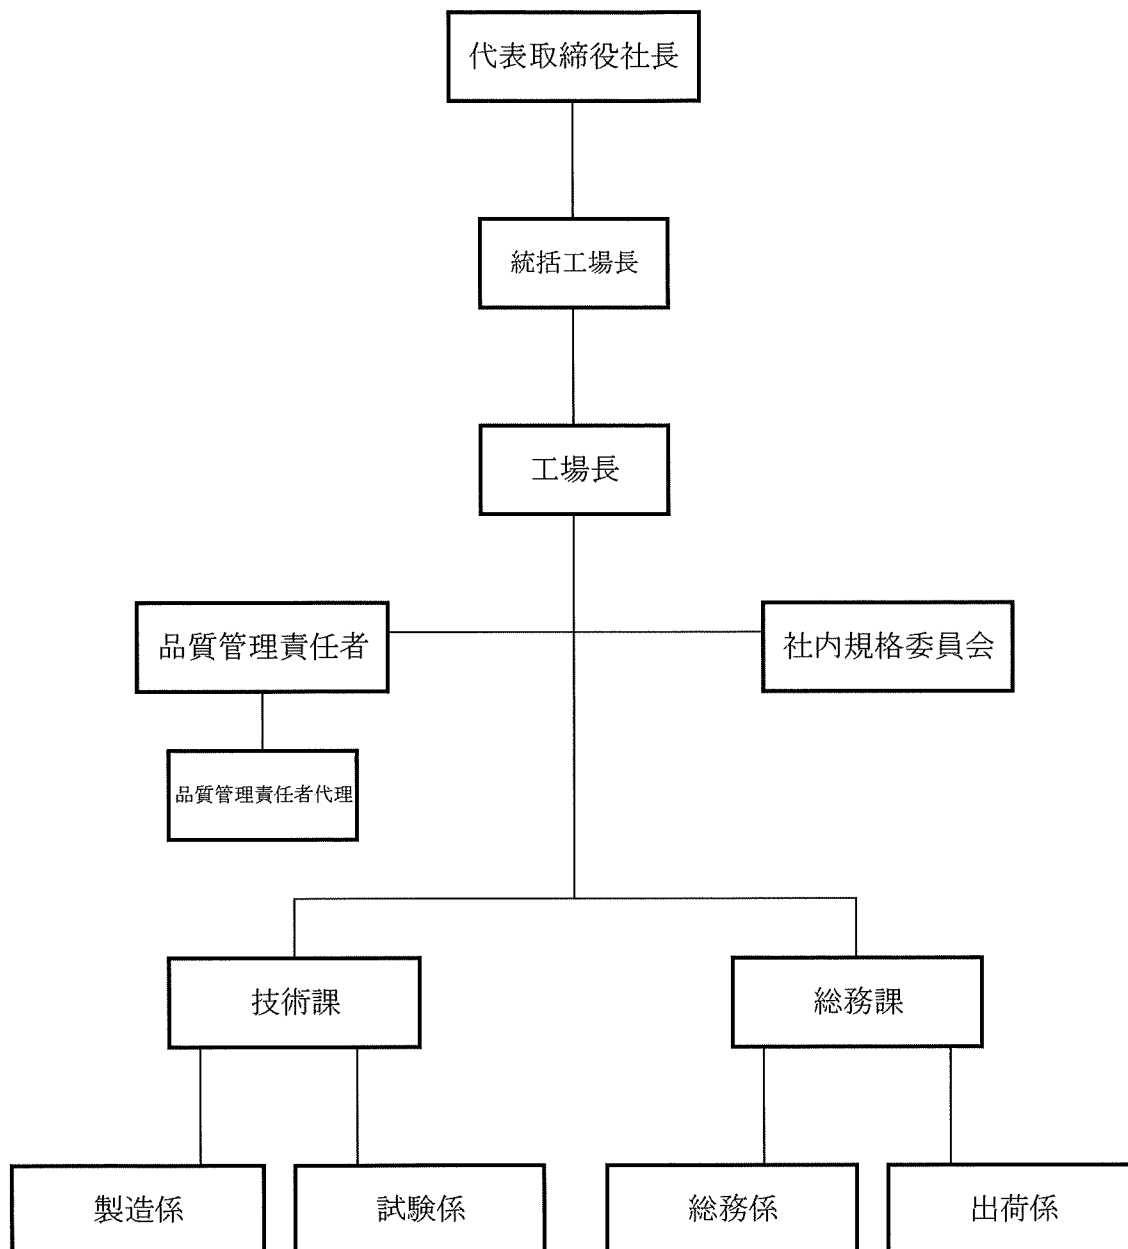 代表取締役社長
統括工場長
工場長
品質管理責任者
社内規格委員会
品質管理責任者代理
技術課
総務課
製造係
試験係
総務係
出荷係